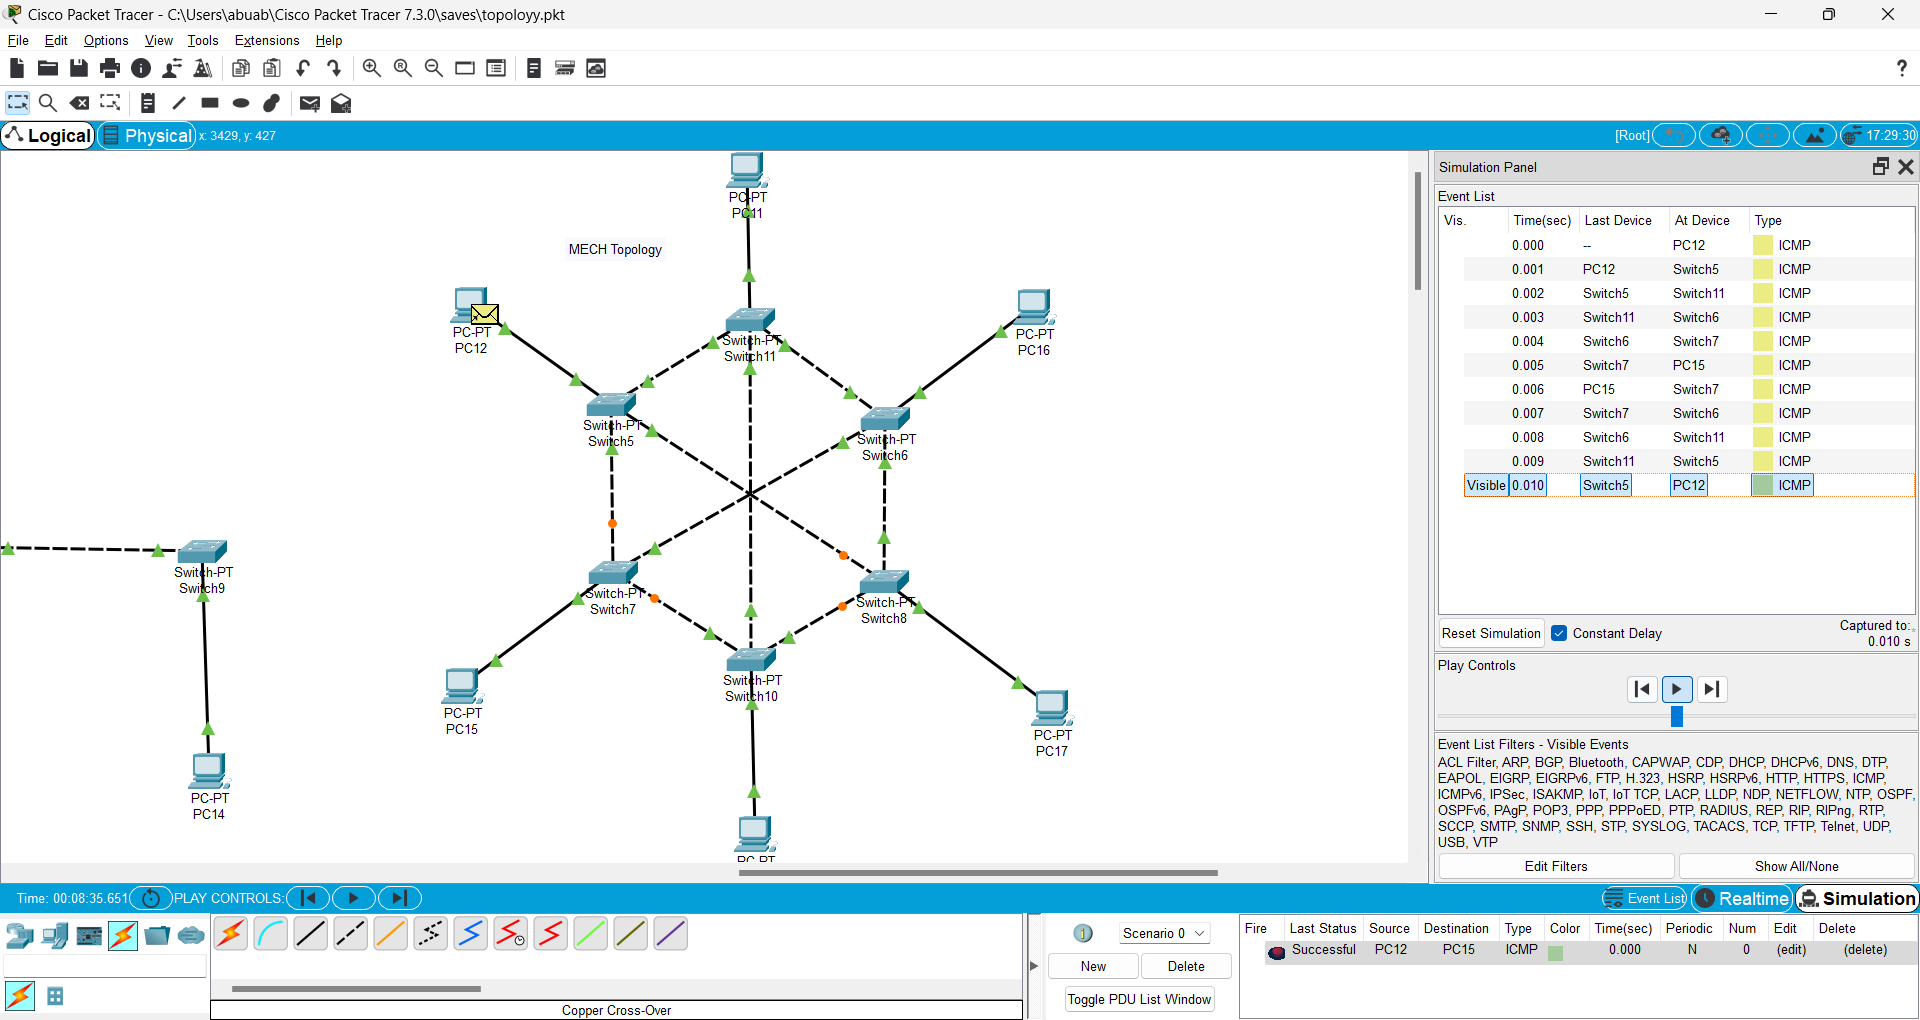 Cisco Packet Tracer - C:\Users\abuab\Cisco Packet Tracer 7.3.0\saves\topoloyy.pkt
File Edit Options View Tools Extensions Help
?
Logical Physical x: 3429, y: 427 [Root] 17:29:30
PC-PT
PC11
MECH Topology
PC-PT
PC12
Switch-PT
Switch11
PC-PT
PC16
Switch-PT
Switch5
Switch-PT
Switch6
Switch-PT
Switch9
Switch-PT
Switch7
Switch-PT
Switch8
Switch-PT
Switch10
PC-PT
PC15
PC-PT
PC17
PC-PT
PC14
PC-PT
Simulation Panel
Event List
Vis. Time(sec) Last Device At Device Type
0.000 -- PC12 ICMP
0.001 PC12 Switch5 ICMP
0.002 Switch5 Switch11 ICMP
0.003 Switch11 Switch6 ICMP
0.004 Switch6 Switch7 ICMP
0.005 Switch7 PC15 ICMP
0.006 PC15 Switch7 ICMP
0.007 Switch7 Switch6 ICMP
0.008 Switch6 Switch11 ICMP
0.009 Switch11 Switch5 ICMP
Visible 0.010 Switch5 PC12 ICMP
Reset Simulation Constant Delay Captured to:
0.010 s
Play Controls
Event List Filters - Visible Events
ACL Filter, ARP, BGP, Bluetooth, CAPWAP, CDP, DHCP, DHCPv6, DNS, DTP,
EAPOL, EIGRP, EIGRPv6, FTP, H.323, HSRP, HSRPv6, HTTP, HTTPS, ICMP,
ICMPv6, IPSec, ISAKMP, IoT, IoT TCP, LACP, LLDP, NDP, NETFLOW, NTP, OSPF,
OSPFv6, PAgP, POP3, PPP, PPPoED, PTP, RADIUS, REP, RIP, RIPng, RTP,
SCCP, SMTP, SNMP, SSH, STP, SYSLOG, TACACS, TCP, TFTP, Telnet, UDP,
USB, VTP
Edit Filters Show All/None
Time: 00:08:35.651 PLAY CONTROLS: Event List Realtime Simulation
Copper Cross-Over
Scenario 0
New Delete
Toggle PDU List Window
Fire Last Status Source Destination Type Color Time(sec) Periodic Num Edit Delete
Successful PC12 PC15 ICMP 0.000 N 0 (edit) (delete)